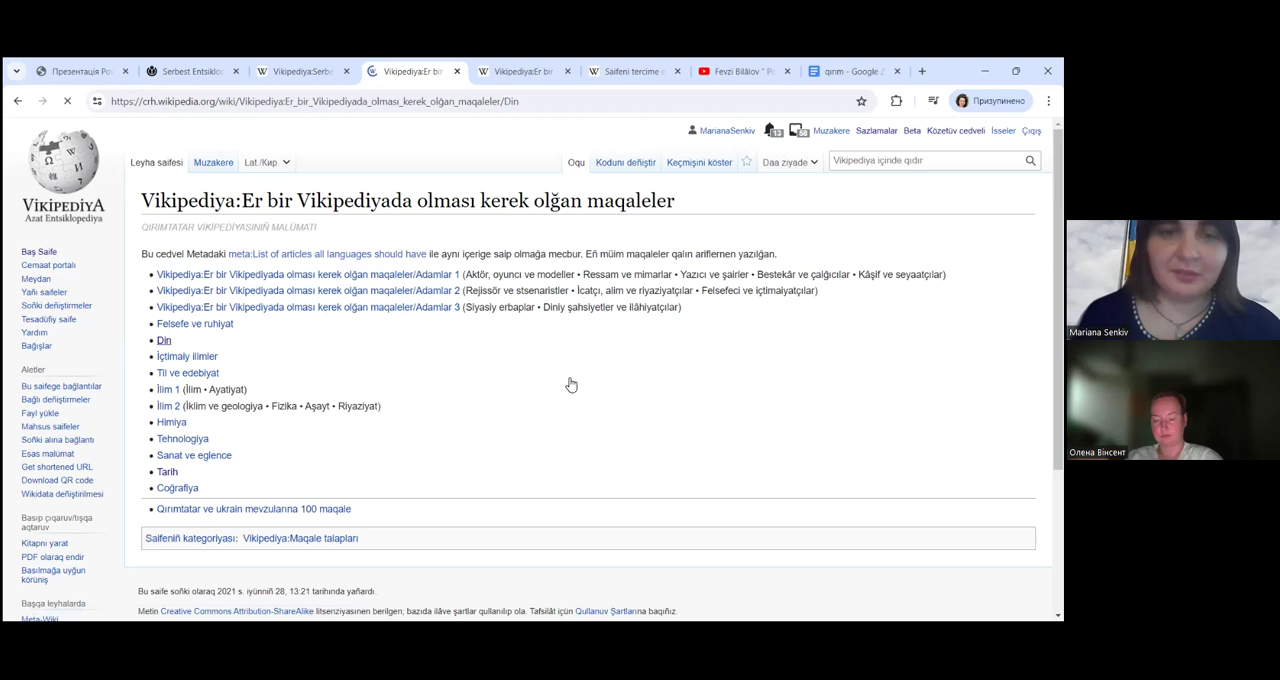 Презентація Po
Serbest Entsiklo
Vikipediya:Serb
Vikipediya:Er bir
Vikipediya:Er bir
Saifeni tercime e
Fevzi Bilâlov " P
qırım - Google
https://crh.wikipedia.org/wiki/Vikipediya:Er_bir_Vikipediyada_olması_kerek_olğan_maqaleler/Din
Призупинено
MarianaSenkiv 13 58 Muzakere Sazlamalar Beta Közetüv cedveli İsseler Çıqış
Leyha saifesi Muzakere Lat./Кир. Oqu Kodunı deñiştir Keçmişini köster Daa ziyade Vikipediya içinde qıdır
VİKİPEDİYA
Azat Entsiklopediya
Vikipediya:Er bir Vikipediyada olması kerek olğan maqaleler
QIRIMTATAR VİKİPEDİYASINIÑ MALÜMATI
Bu cedvel Metadaki meta:List of articles all languages should have ile aynı içerige saip olmağa mecbur. Eñ müim maqaleler qalın ariflernen yazılğan.
• Vikipediya:Er bir Vikipediyada olması kerek olğan maqaleler/Adamlar 1 (Aktör, oyuncı ve modeller • Ressam ve mimarlar • Yazıcı ve şairler • Bestekâr ve çalğıcılar • Kâşif ve seyaatçılar)
• Vikipediya:Er bir Vikipediyada olması kerek olğan maqaleler/Adamlar 2 (Rejissör ve stsenaristler • İcatçı, alim ve riyaziyatçılar • Felsefeci ve içtimaiyatçılar)
• Vikipediya:Er bir Vikipediyada olması kerek olğan maqaleler/Adamlar 3 (Siyasiy erbaplar • Diniy şahsiyetler ve ilâhiyatçılar)
• Felsefe ve ruhiyat
• Din
• İçtimaiy ilimler
• Til ve edebiyat
• İlim 1 (İlim • Ayatiyat)
• İlim 2 (İklim ve geologiya • Fizika • Aşayt • Riyaziyat)
• Himiya
• Tehnologiya
• Sanat ve eglence
• Tarih
• Coğrafiya
• Qırımtatar ve ukrain mevzularına 100 maqale
Saifeniñ kategoriyası: Vikipediya:Maqale talapları
Bu saife soñki olaraq 2021 s. iyünniñ 28, 13:21 tarihında yañardı.
Metin Creative Commons Attribution-ShareAlike litsenziyasınen berilgen; bazıda ilâve şartlar qullanılıp ola. Tafsilât içün Qullanuv Şartlarına baqıñız.
Baş Saife
Cemaat portalı
Meydan
Yañı saifeler
Soñki deñiştirmeler
Tesadüfiy saife
Yardım
Bağışlar
Aletler
Bu saifege bağlantılar
Bağlı deñiştirmeler
Fayl yükle
Mahsus saifeler
Soñki alına bağlantı
Esas malümat
Get shortened URL
Download QR code
Wikidata deñiştirilmesi
Basıp çıqaruv/tışqa
aqtaruv
Kitapnı yarat
PDF olaraq endir
Basılmağa uyğun
körüniş
Başqa leyhalarda
Meta-Wiki
Mariana Senkiv
Олена Вінсент